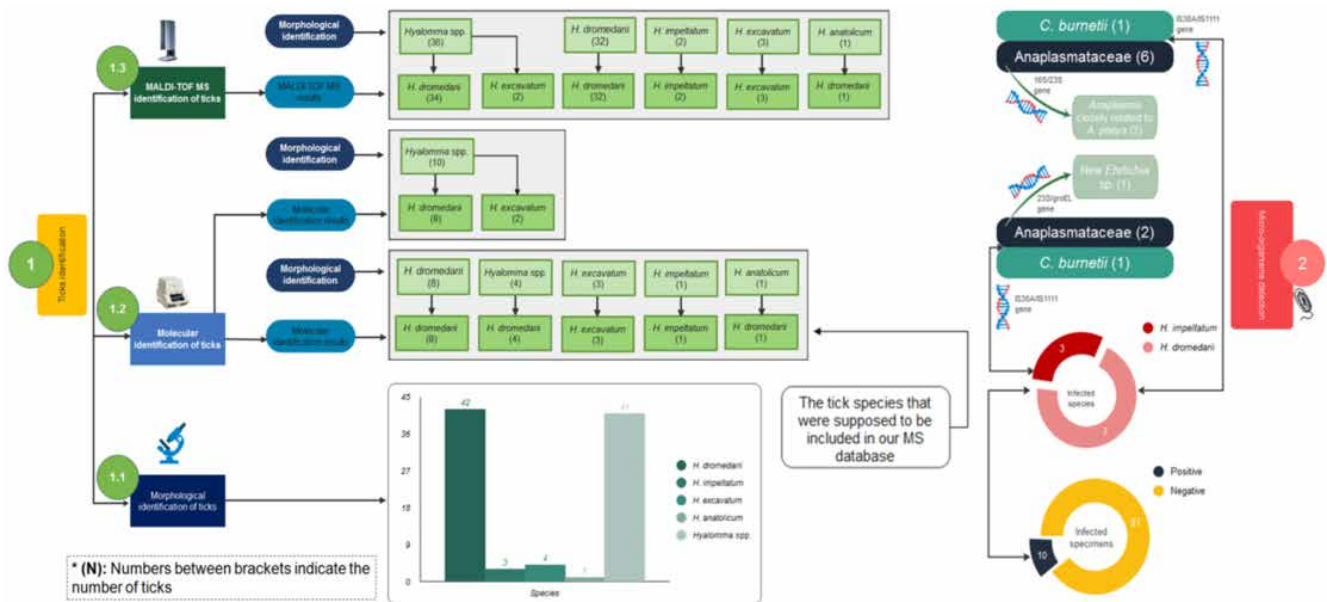 1
Ticks identification
1.3
MALDI-TOF MS
identification of ticks
Morphological
identification
MALDI-TOF MS
results
Hyalomma spp.
(36)
H. dromedarii
(32)
H. impeltatum
(2)
H. excavatum
(3)
H. anatolicum
(1)
H. dromedarii
(34)
H. excavatum
(2)
H. dromedarii
(32)
H. impeltatum
(2)
H. excavatum
(3)
H. dromedarii
(1)
Morphological
identification
Hyalomma spp.
(10)
Molecular
identification results
H. dromedarii
(8)
H. excavatum
(2)
1.2
Molecular
identification of ticks
Morphological
identification
H. dromedarii
(8)
Hyalomma spp.
(4)
H. excavatum
(3)
H. impeltatum
(1)
H. anatolicum
(1)
Molecular
identification results
H. dromedarii
(8)
H. dromedarii
(4)
H. excavatum
(3)
H. impeltatum
(1)
H. dromedarii
(1)
1.1
Morphological
identification of ticks
45
36
27
18
9
0
42
3
4
1
41
Species
H. dromedarii
H. impeltatum
H. excavatum
H. anatolicum
Hyalomma spp.
The tick species that
were supposed to be
included in our MS
database
* (N): Numbers between brackets indicate the
number of ticks
C. burnetii (1)
IS30A/IS1111
gene
Anaplasmataceae (6)
16S/23S
gene
Anaplasma
closely related to
A. platys
New Ehrlichia
sp. (1)
23S/groEL
gene
Anaplasmataceae (2)
C. burnetii (1)
IS30A/IS1111
gene
2
Micro-organisms detection
H. impeltatum
H. dromedarii
3
Infected
species
7
Positive
Negative
81
Infected
specimens
10